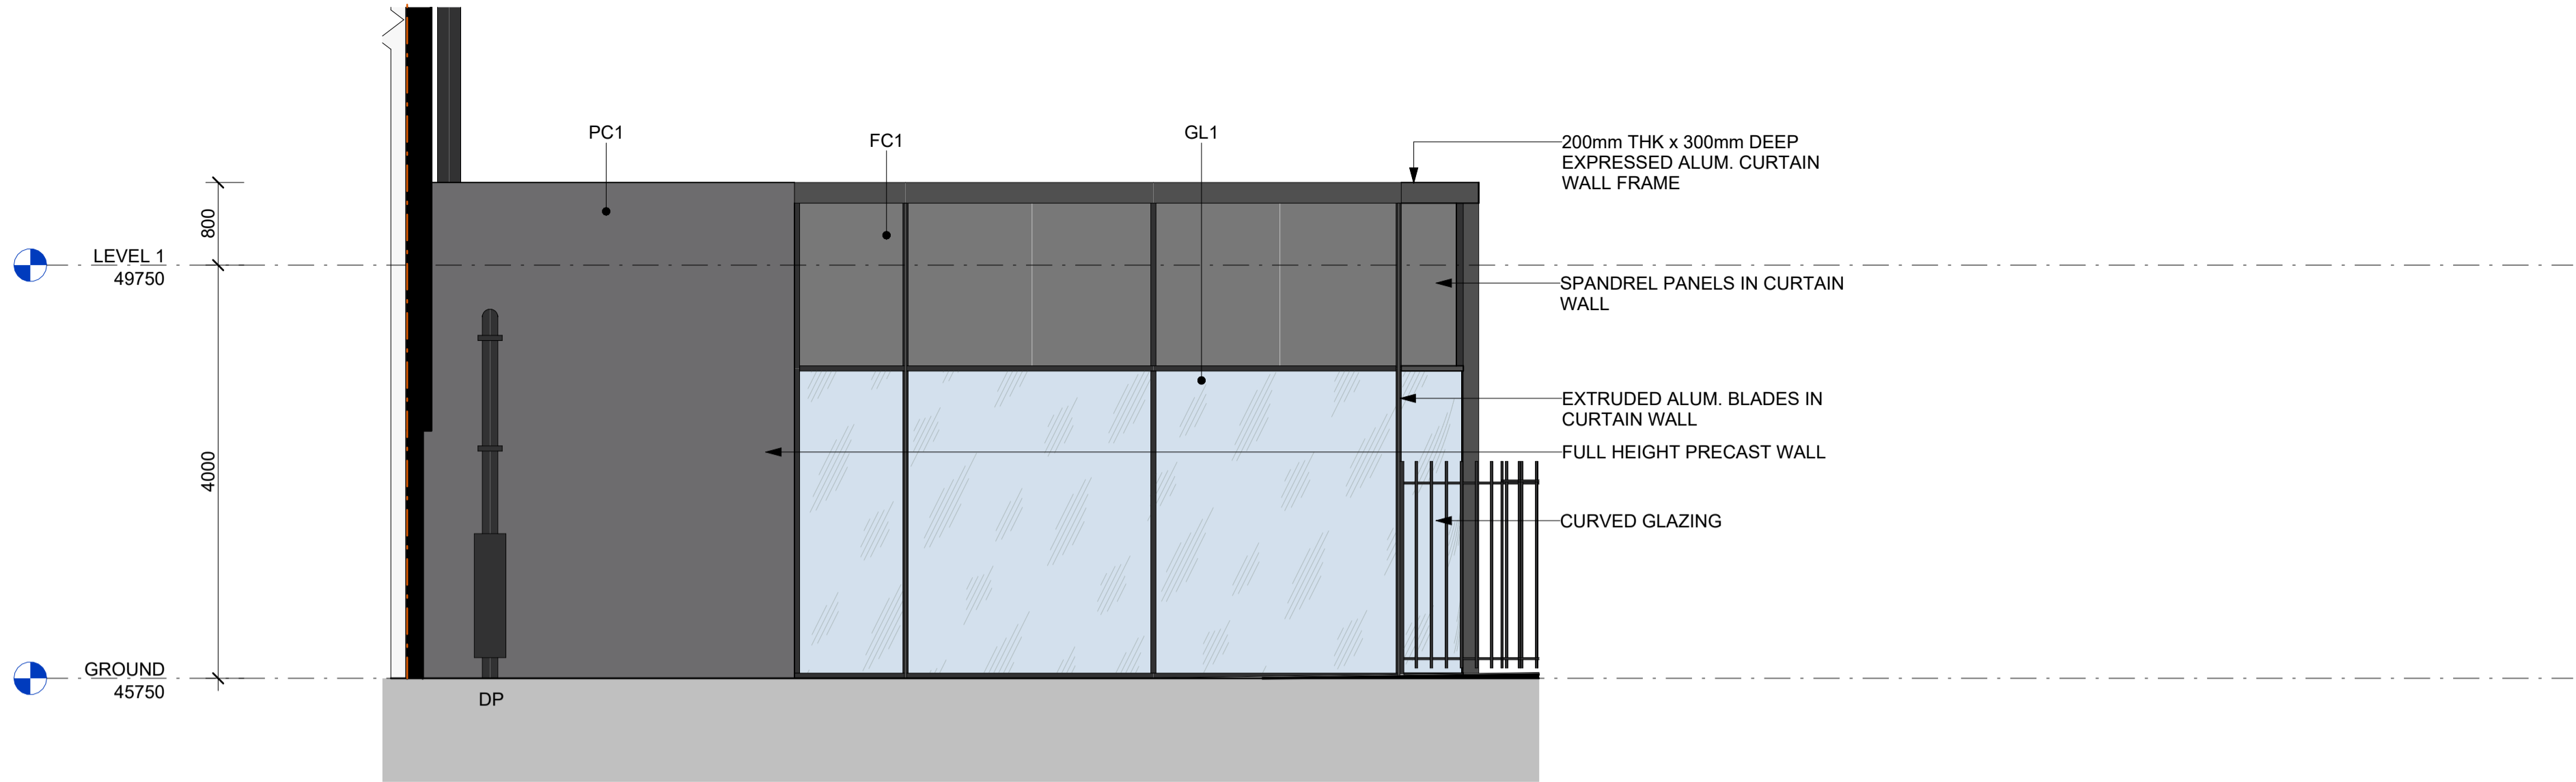 PC1
FC1
GL1
200mm THK x 300mm DEEP
EXPRESSED ALUM. CURTAIN
WALL FRAME
800
LEVEL 1
49750
SPANDREL PANELS IN CURTAIN
WALL
EXTRUDED ALUM. BLADES IN
CURTAIN WALL
FULL HEIGHT PRECAST WALL
4000
CURVED GLAZING
GROUND
45750
DP